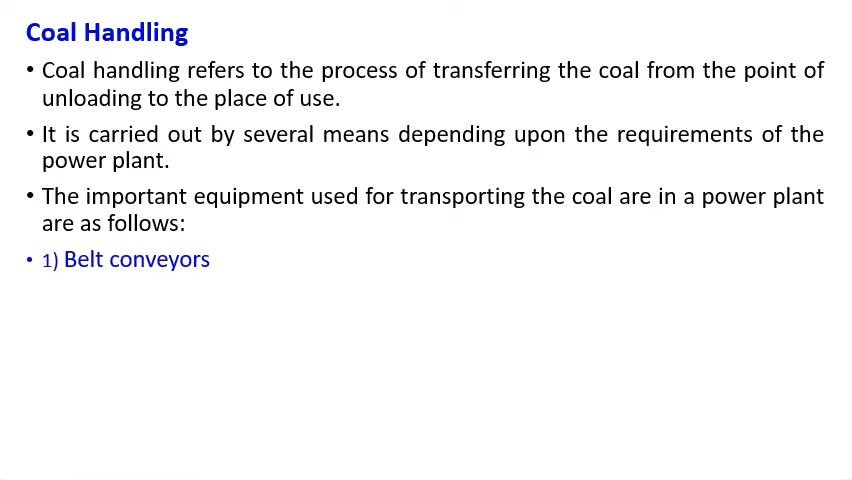 Coal Handling
• Coal handling refers to the process of transferring the coal from the point of
unloading to the place of use.
• It is carried out by several means depending upon the requirements of the
power plant.
• The important equipment used for transporting the coal are in a power plant
are as follows:
• 1) Belt conveyors